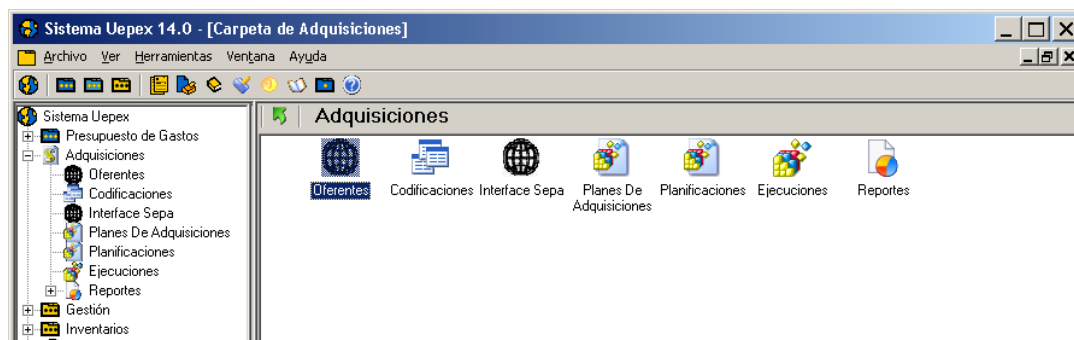 Sistema Uepex 14.0 - [Carpeta de Adquisiciones]
Archivo Ver Herramientas Ventana Ayuda
Sistema Uepex
Presupuesto de Gastos
Adquisiciones
Oferentes
Codificaciones
Interface Sepa
Planes De Adquisiciones
Planificaciones
Ejecuciones
Reportes
Gestión
Inventarios
Adquisiciones
Oferentes Codificaciones Interface Sepa Planes De Adquisiciones Planificaciones Ejecuciones Reportes